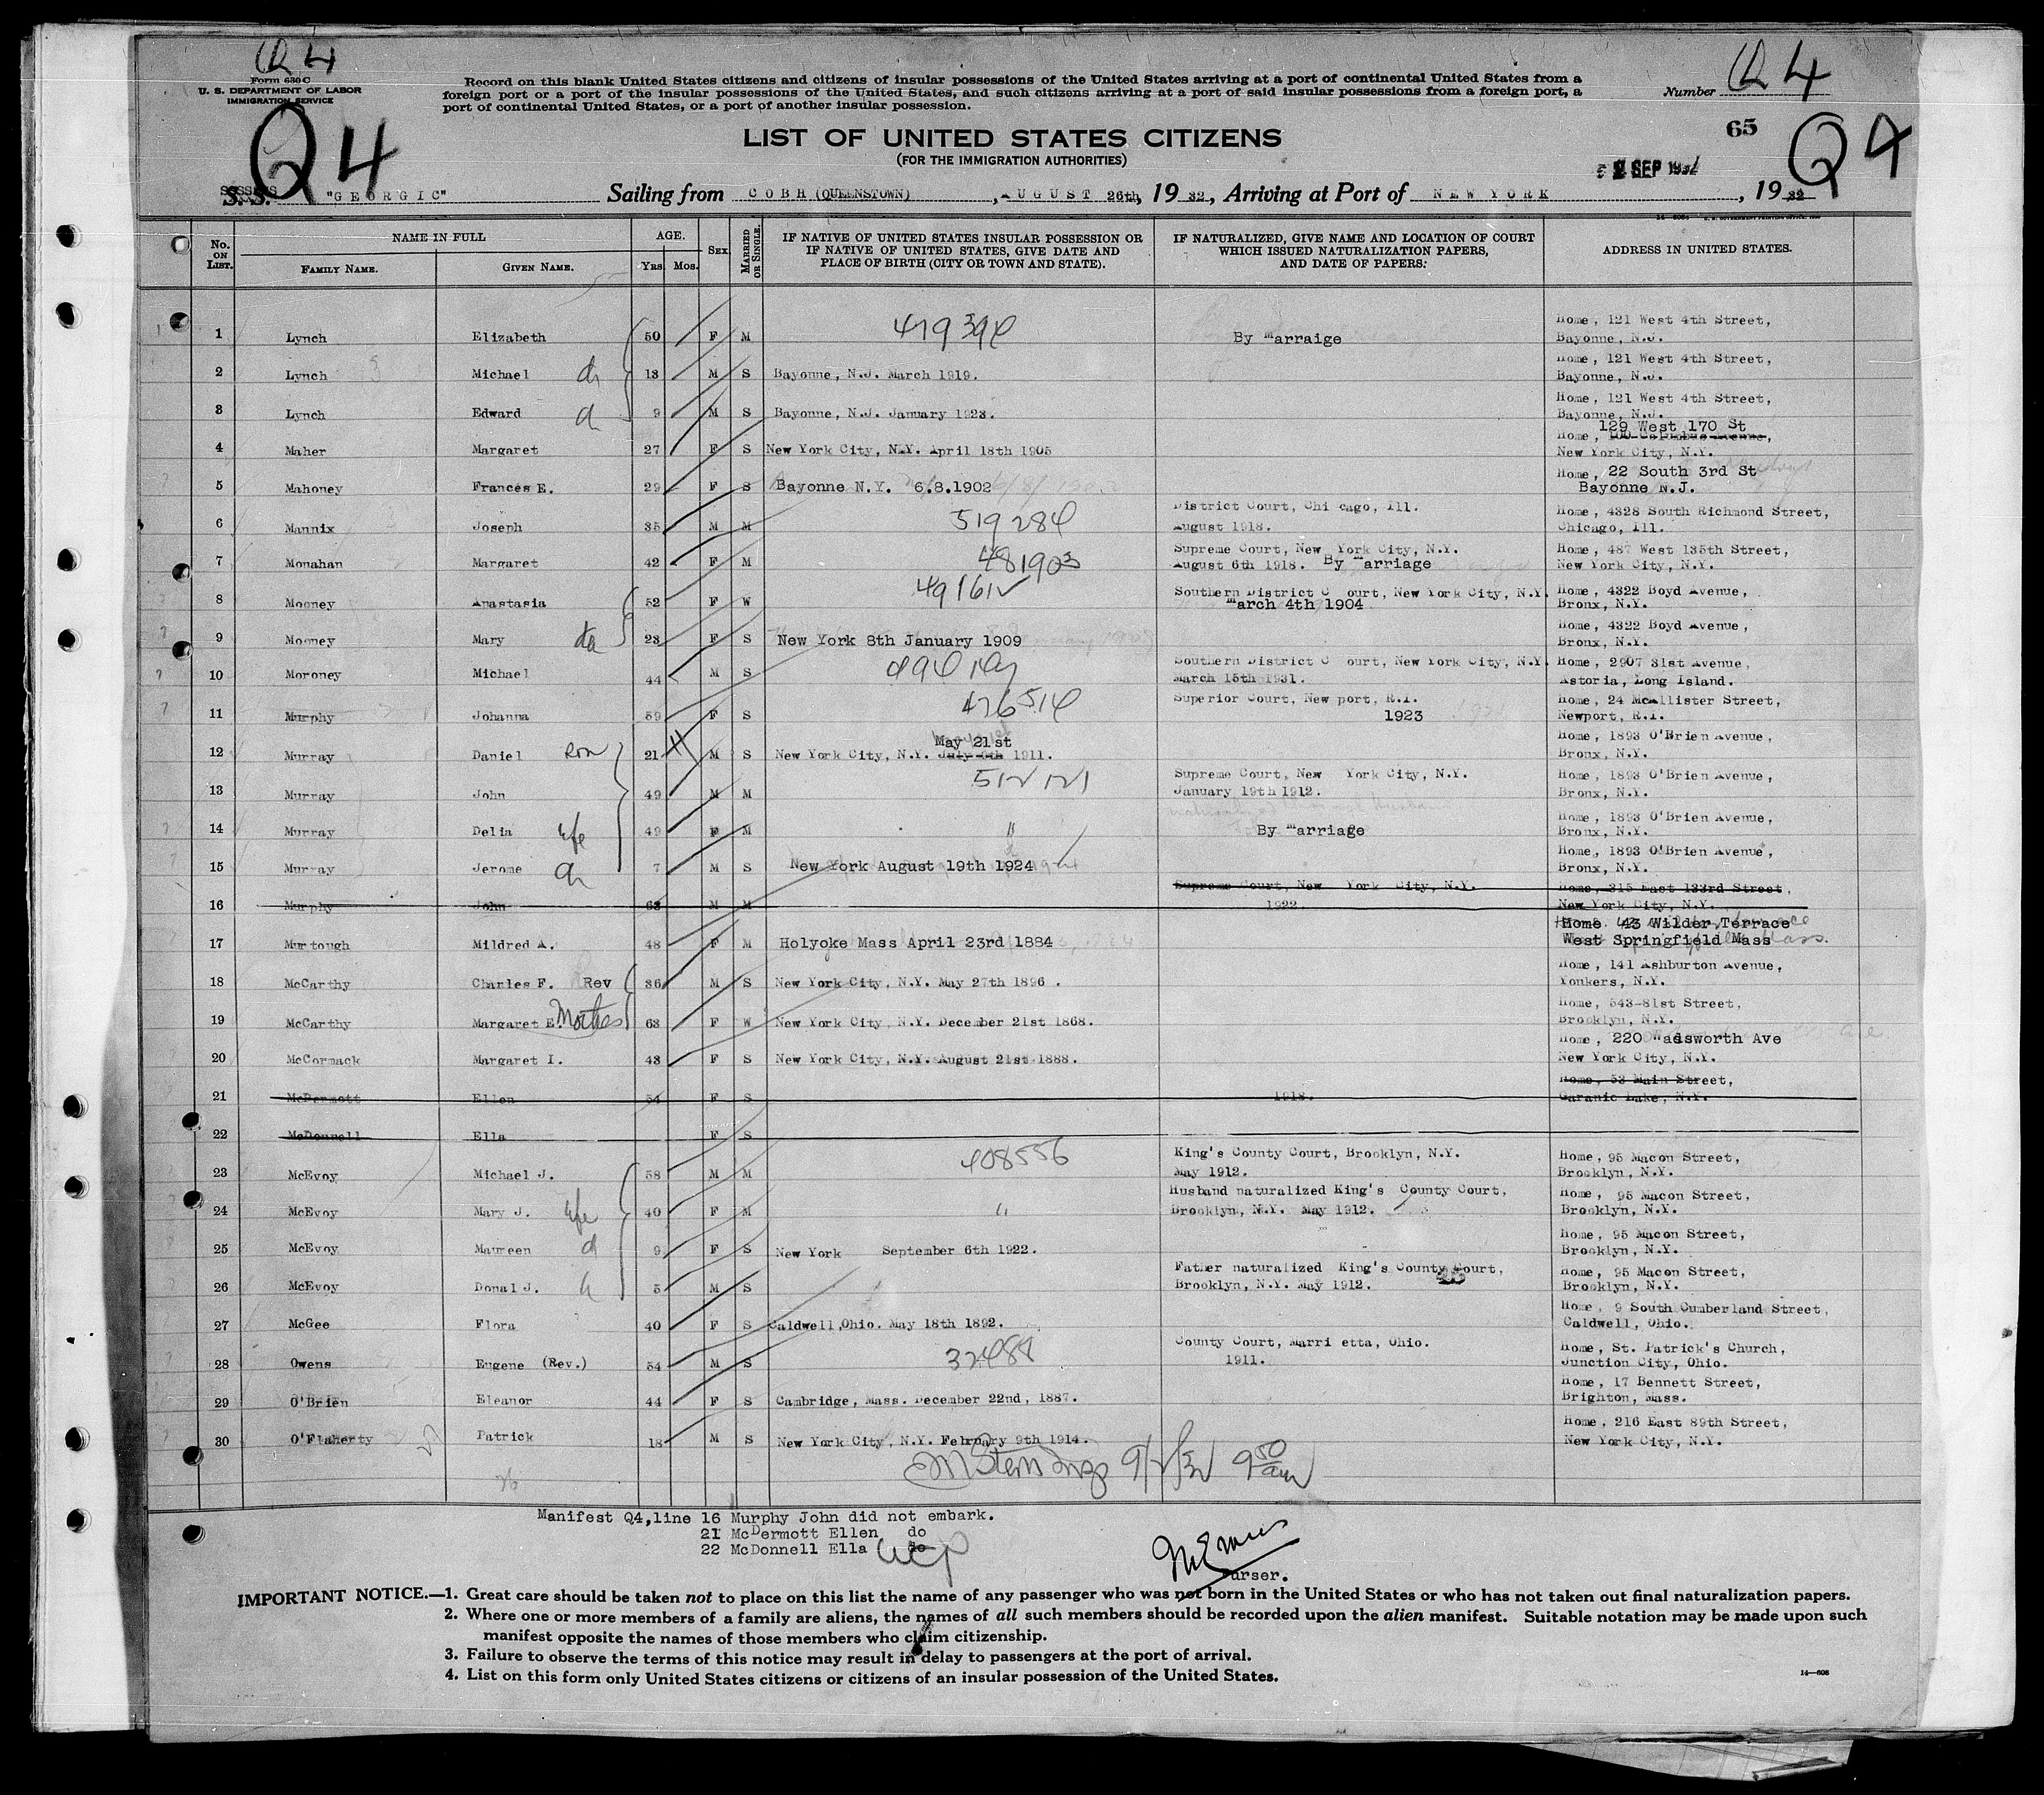 Q4
Form 630 C
U. S. DEPARTMENT OF LABOR
IMMIGRATION SERVICE
Record on this blank United States citizens and citizens of insular possessions of the United States arriving at a port of continental United States from a
foreign port or a port of the insular possessions of the United States, and such citizens arriving at a port of said insular possessions from a foreign port, a
port of continental United States, or a port of another insular possession.
Number Q4
Q4
LIST OF UNITED STATES CITIZENS
(FOR THE IMMIGRATION AUTHORITIES)
65
Q4
2 SEP 1932
S. S. "GEORGIC" Sailing from COBH (QUEENSTOWN), AUGUST 26th, 1932, Arriving at Port of NEW YORK, 1932
No. ON LIST. NAME IN FULL FAMILY NAME. GIVEN NAME. AGE. Yrs. Mos. SEX MARRIED OR SINGLE. IF NATIVE OF UNITED STATES INSULAR POSSESSION OR IF NATIVE OF UNITED STATES, GIVE DATE AND PLACE OF BIRTH (CITY OR TOWN AND STATE). IF NATURALIZED, GIVE NAME AND LOCATION OF COURT WHICH ISSUED NATURALIZATION PAPERS, AND DATE OF PAPERS. ADDRESS IN UNITED STATES.
1 Lynch Elizabeth 50 F M By marraige Home, 121 West 4th Street, Bayonne, N.J.
2 Lynch Michael ch 13 M S Bayonne, N.J. March 1919. Home, 121 West 4th Street, Bayonne, N.J.
3 Lynch Edward ch 9 M S Bayonne, N.J. January 1923. Home, 121 West 4th Street, Bayonne, N.J.
4 Maher Margaret 27 F S New York City, N.Y. April 18th 1905 129 West 170 St Home, 100 Columbus Avenue, New York City, N.Y.
5 Mahoney Frances E. 29 F S Bayonne N.Y. 6.8.1902 Home, 22 South 3rd St Bayonne N.J.
6 Mannix Joseph 35 M M 519284 District Court, Chicago, Ill. August 1918. Home, 4328 South Richmond Street, Chicago, Ill.
7 Monahan Margaret 42 F M 481903 Supreme Court, New York City, N.Y. August 6th 1918. By marriage Home, 487 West 135th Street, New York City, N.Y.
8 Mooney Anastasia 52 F W Southern District Court, New York City, N.Y. March 4th 1904 Home, 4322 Boyd Avenue, Bronx, N.Y.
9 Mooney Mary da 23 F S New York 8th January 1909 Home, 4322 Boyd Avenue, Bronx, N.Y.
10 Moroney Michael 44 M S Southern District Court, New York City, N.Y. March 15th 1931. Home, 2907 31st Avenue, Astoria, Long Island.
11 Murphy Johanna 59 F S Superior Court, Newport, R.I. 1923 Home, 24 McAllister Street, Newport, R.I.
12 Murray Daniel son 21 M S New York City, N.Y. May 21st July 6th 1911. Home, 1893 O'Brien Avenue, Bronx, N.Y.
13 Murray John 49 M M 512121 Supreme Court, New York City, N.Y. January 19th 1912. Home, 1893 O'Brien Avenue, Bronx, N.Y.
14 Murray Delia wfe 49 F M " By marriage Home, 1893 O'Brien Avenue, Bronx, N.Y.
15 Murray Jerome ch 7 M S New York August 19th 1924 Home, 1893 O'Brien Avenue, Bronx, N.Y.
16 Murphy John 63 M M Supreme Court, New York City, N.Y. 1922. Home, 315 East 133rd Street, New York City, N.Y.
17 Murtough Mildred A. 48 F M Holyoke Mass April 23rd 1884 Home 43 Wilder Terrace West Springfield Mass
18 McCarthy Charles F. Rev 36 M S New York City, N.Y. May 27th 1896. Home, 141 Ashburton Avenue, Yonkers, N.Y.
19 McCarthy Margaret E. Mother 63 F W New York City, N.Y. December 21st 1868. Home, 543-81st Street, Brooklyn, N.Y.
20 McCormack Margaret I. 43 F S New York City, N.Y. August 21st 1888. Home, 220 Wadsworth Ave New York City, N.Y.
21 McDermott Ellen 54 F S 1918. Home, 53 Main Street, Saranic Lake, N.Y.
22 McDonnell Ella F S
23 McEvoy Michael J. 58 M M 408556 King's County Court, Brooklyn, N.Y. May 1912. Home, 95 Macon Street, Brooklyn, N.Y.
24 McEvoy Mary J. wfe 40 F M " Husband naturalized King's County Court, Brooklyn, N.Y. May 1912. Home, 95 Macon Street, Brooklyn, N.Y.
25 McEvoy Maureen d 9 F S New York September 6th 1922. Home, 95 Macon Street, Brooklyn, N.Y.
26 McEvoy Donal J. 5 M S Father naturalized King's County Court, Brooklyn, N.Y. May 1912. Home, 95 Macon Street, Brooklyn, N.Y.
27 McGee Flora 40 F S Caldwell, Ohio. May 18th 1892. Home, 9 South Cumberland Street, Caldwell, Ohio.
28 Owens Eugene (Rev.) 54 M S 32488 County Court, Marrietta, Ohio. 1911. Home, St. Patrick's Church, Junction City, Ohio.
29 O'Brien Eleanor 44 F S Cambridge, Mass. December 22nd, 1887. Home, 17 Bennett Street, Brighton, Mass.
30 O'Flaherty Patrick 18 M S New York City, N.Y. February 9th 1914. Home, 216 East 89th Street, New York City, N.Y.
9/2/32 9 50 am
Manifest Q4, line 16 Murphy John did not embark.
21 McDermott Ellen do
22 McDonnell Ella do
Purser.
IMPORTANT NOTICE.—1. Great care should be taken not to place on this list the name of any passenger who was not born in the United States or who has not taken out final naturalization papers.
2. Where one or more members of a family are aliens, the names of all such members should be recorded upon the alien manifest. Suitable notation may be made upon such
manifest opposite the names of those members who claim citizenship.
3. Failure to observe the terms of this notice may result in delay to passengers at the port of arrival.
4. List on this form only United States citizens or citizens of an insular possession of the United States.
14—608